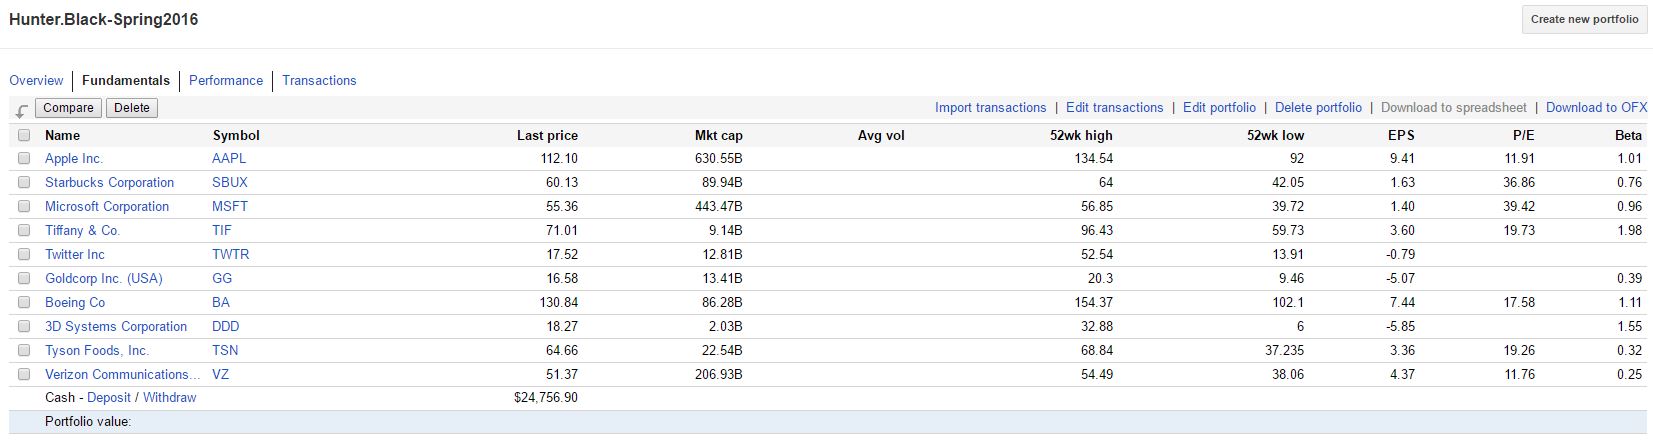 Hunter.Black-Spring2016
Create new portfolio
Overview | Fundamentals | Performance | Transactions
Compare Delete Import transactions | Edit transactions | Edit portfolio | Delete portfolio | Download to spreadsheet | Download to OFX
Name Symbol Last price Mkt cap Avg vol 52wk high 52wk low EPS P/E Beta
Apple Inc. AAPL 112.10 630.55B 134.54 92 9.41 11.91 1.01
Starbucks Corporation SBUX 60.13 89.94B 64 42.05 1.63 36.86 0.76
Microsoft Corporation MSFT 55.36 443.47B 56.85 39.72 1.40 39.42 0.96
Tiffany & Co. TIF 71.01 9.14B 96.43 59.73 3.60 19.73 1.98
Twitter Inc TWTR 17.52 12.81B 52.54 13.91 -0.79
Goldcorp Inc. (USA) GG 16.58 13.41B 20.3 9.46 -5.07 0.39
Boeing Co BA 130.84 86.28B 154.37 102.1 7.44 17.58 1.11
3D Systems Corporation DDD 18.27 2.03B 32.88 6 -5.85 1.55
Tyson Foods, Inc. TSN 64.66 22.54B 68.84 37.235 3.36 19.26 0.32
Verizon Communications... VZ 51.37 206.93B 54.49 38.06 4.37 11.76 0.25
Cash - Deposit / Withdraw $24,756.90
Portfolio value: